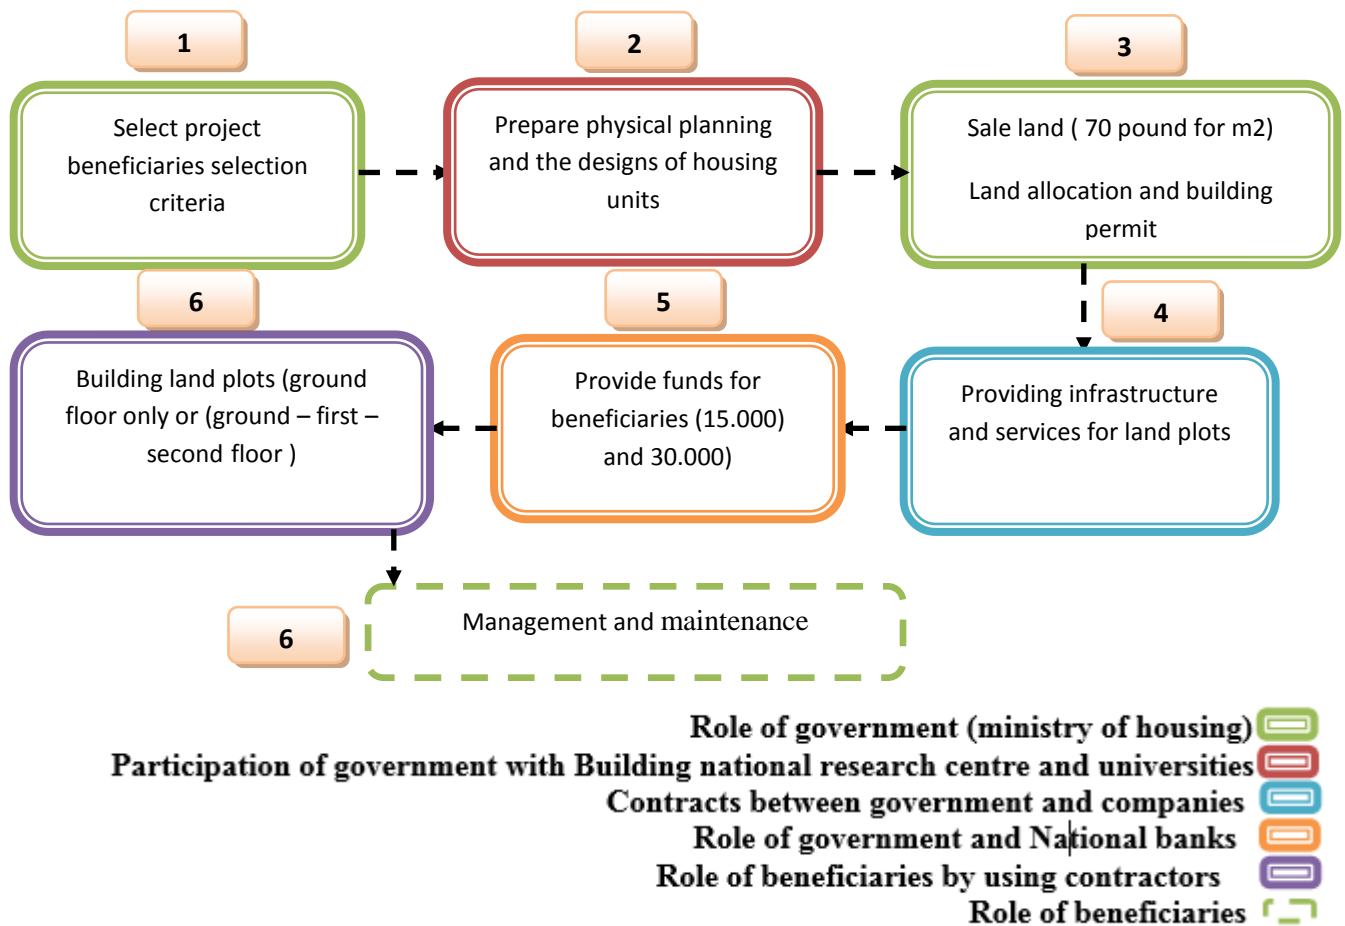 1
Select project
beneficiaries selection
criteria
2
Prepare physical planning
and the designs of housing
units
3
Sale land ( 70 pound for m2)
Land allocation and building
permit
4
Providing infrastructure
and services for land plots
5
Provide funds for
beneficiaries (15.000)
and 30.000)
6
Building land plots (ground
floor only or (ground – first –
second floor )
6
Management and maintenance
Role of government (ministry of housing)
Participation of government with Building national research centre and universities
Contracts between government and companies
Role of government and National banks
Role of beneficiaries by using contractors
Role of beneficiaries